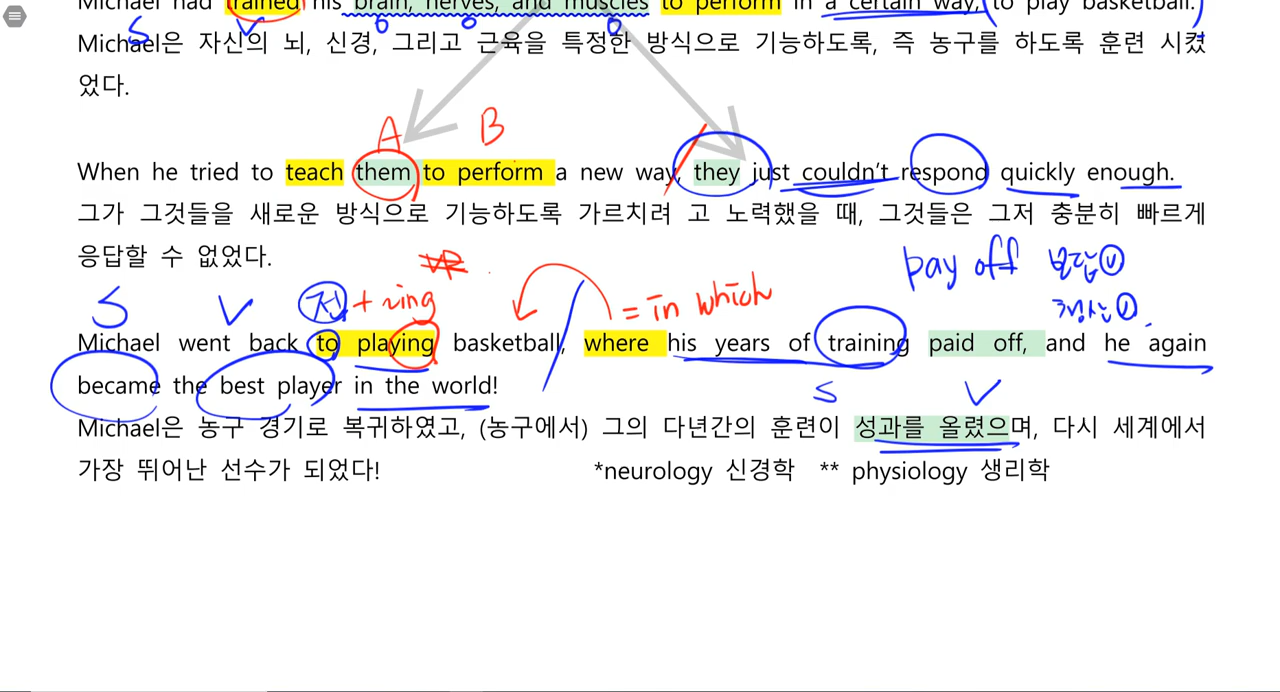 Michael had trained his brain, nerves, and muscles to perform in a certain way, (to play basketball.)
S V O O O
Michael은 자신의 뇌, 신경, 그리고 근육을 특정한 방식으로 기능하도록, 즉 농구를 하도록 훈련 시켰
었다.
A B
When he tried to teach them to perform a new way, they just couldn't respond quickly enough.
그가 그것들을 새로운 방식으로 기능하도록 가르치려 고 노력했을 때, 그것들은 그저 충분히 빠르게
응답할 수 없었다.
pay off
S V 전 + ing = in which
Michael went back to playing basketball, where his years of training paid off, and he again
became the best player in the world!
S V
Michael은 농구 경기로 복귀하였고, (농구에서) 그의 다년간의 훈련이 성과를 올렸으며, 다시 세계에서
가장 뛰어난 선수가 되었다! *neurology 신경학 ** physiology 생리학